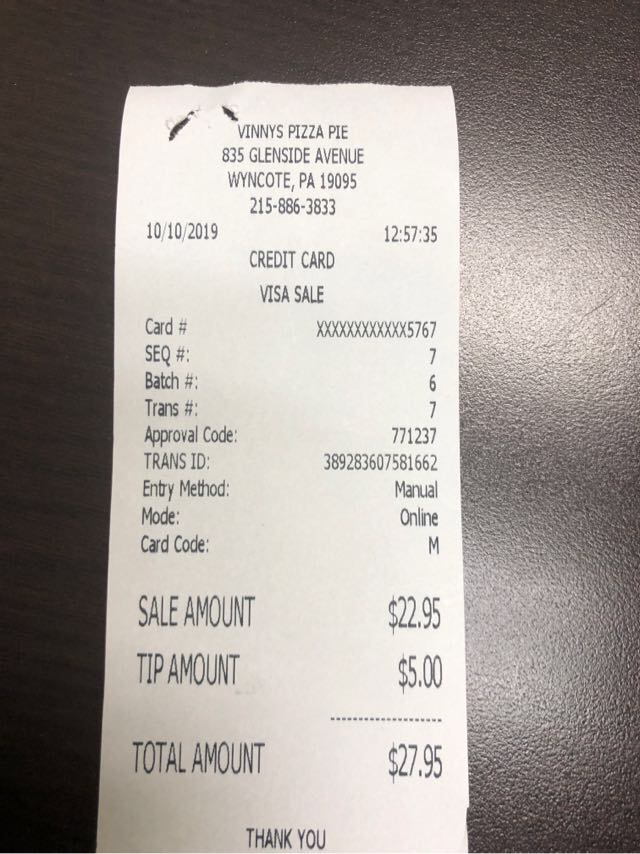 VINNYS PIZZA PIE
835 GLENSIDE AVENUE
WYNCOTE, PA 19095
215-886-3833
10/10/2019 12:57:35
CREDIT CARD
VISA SALE
Card # XXXXXXXXXXXX5767
SEQ #: 7
Batch #: 6
Trans #: 7
Approval Code: 771237
TRANS ID: 389283607581662
Entry Method: Manual
Mode: Online
Card Code: M
SALE AMOUNT $22.95
TIP AMOUNT $5.00
--------------------
TOTAL AMOUNT $27.95
THANK YOU